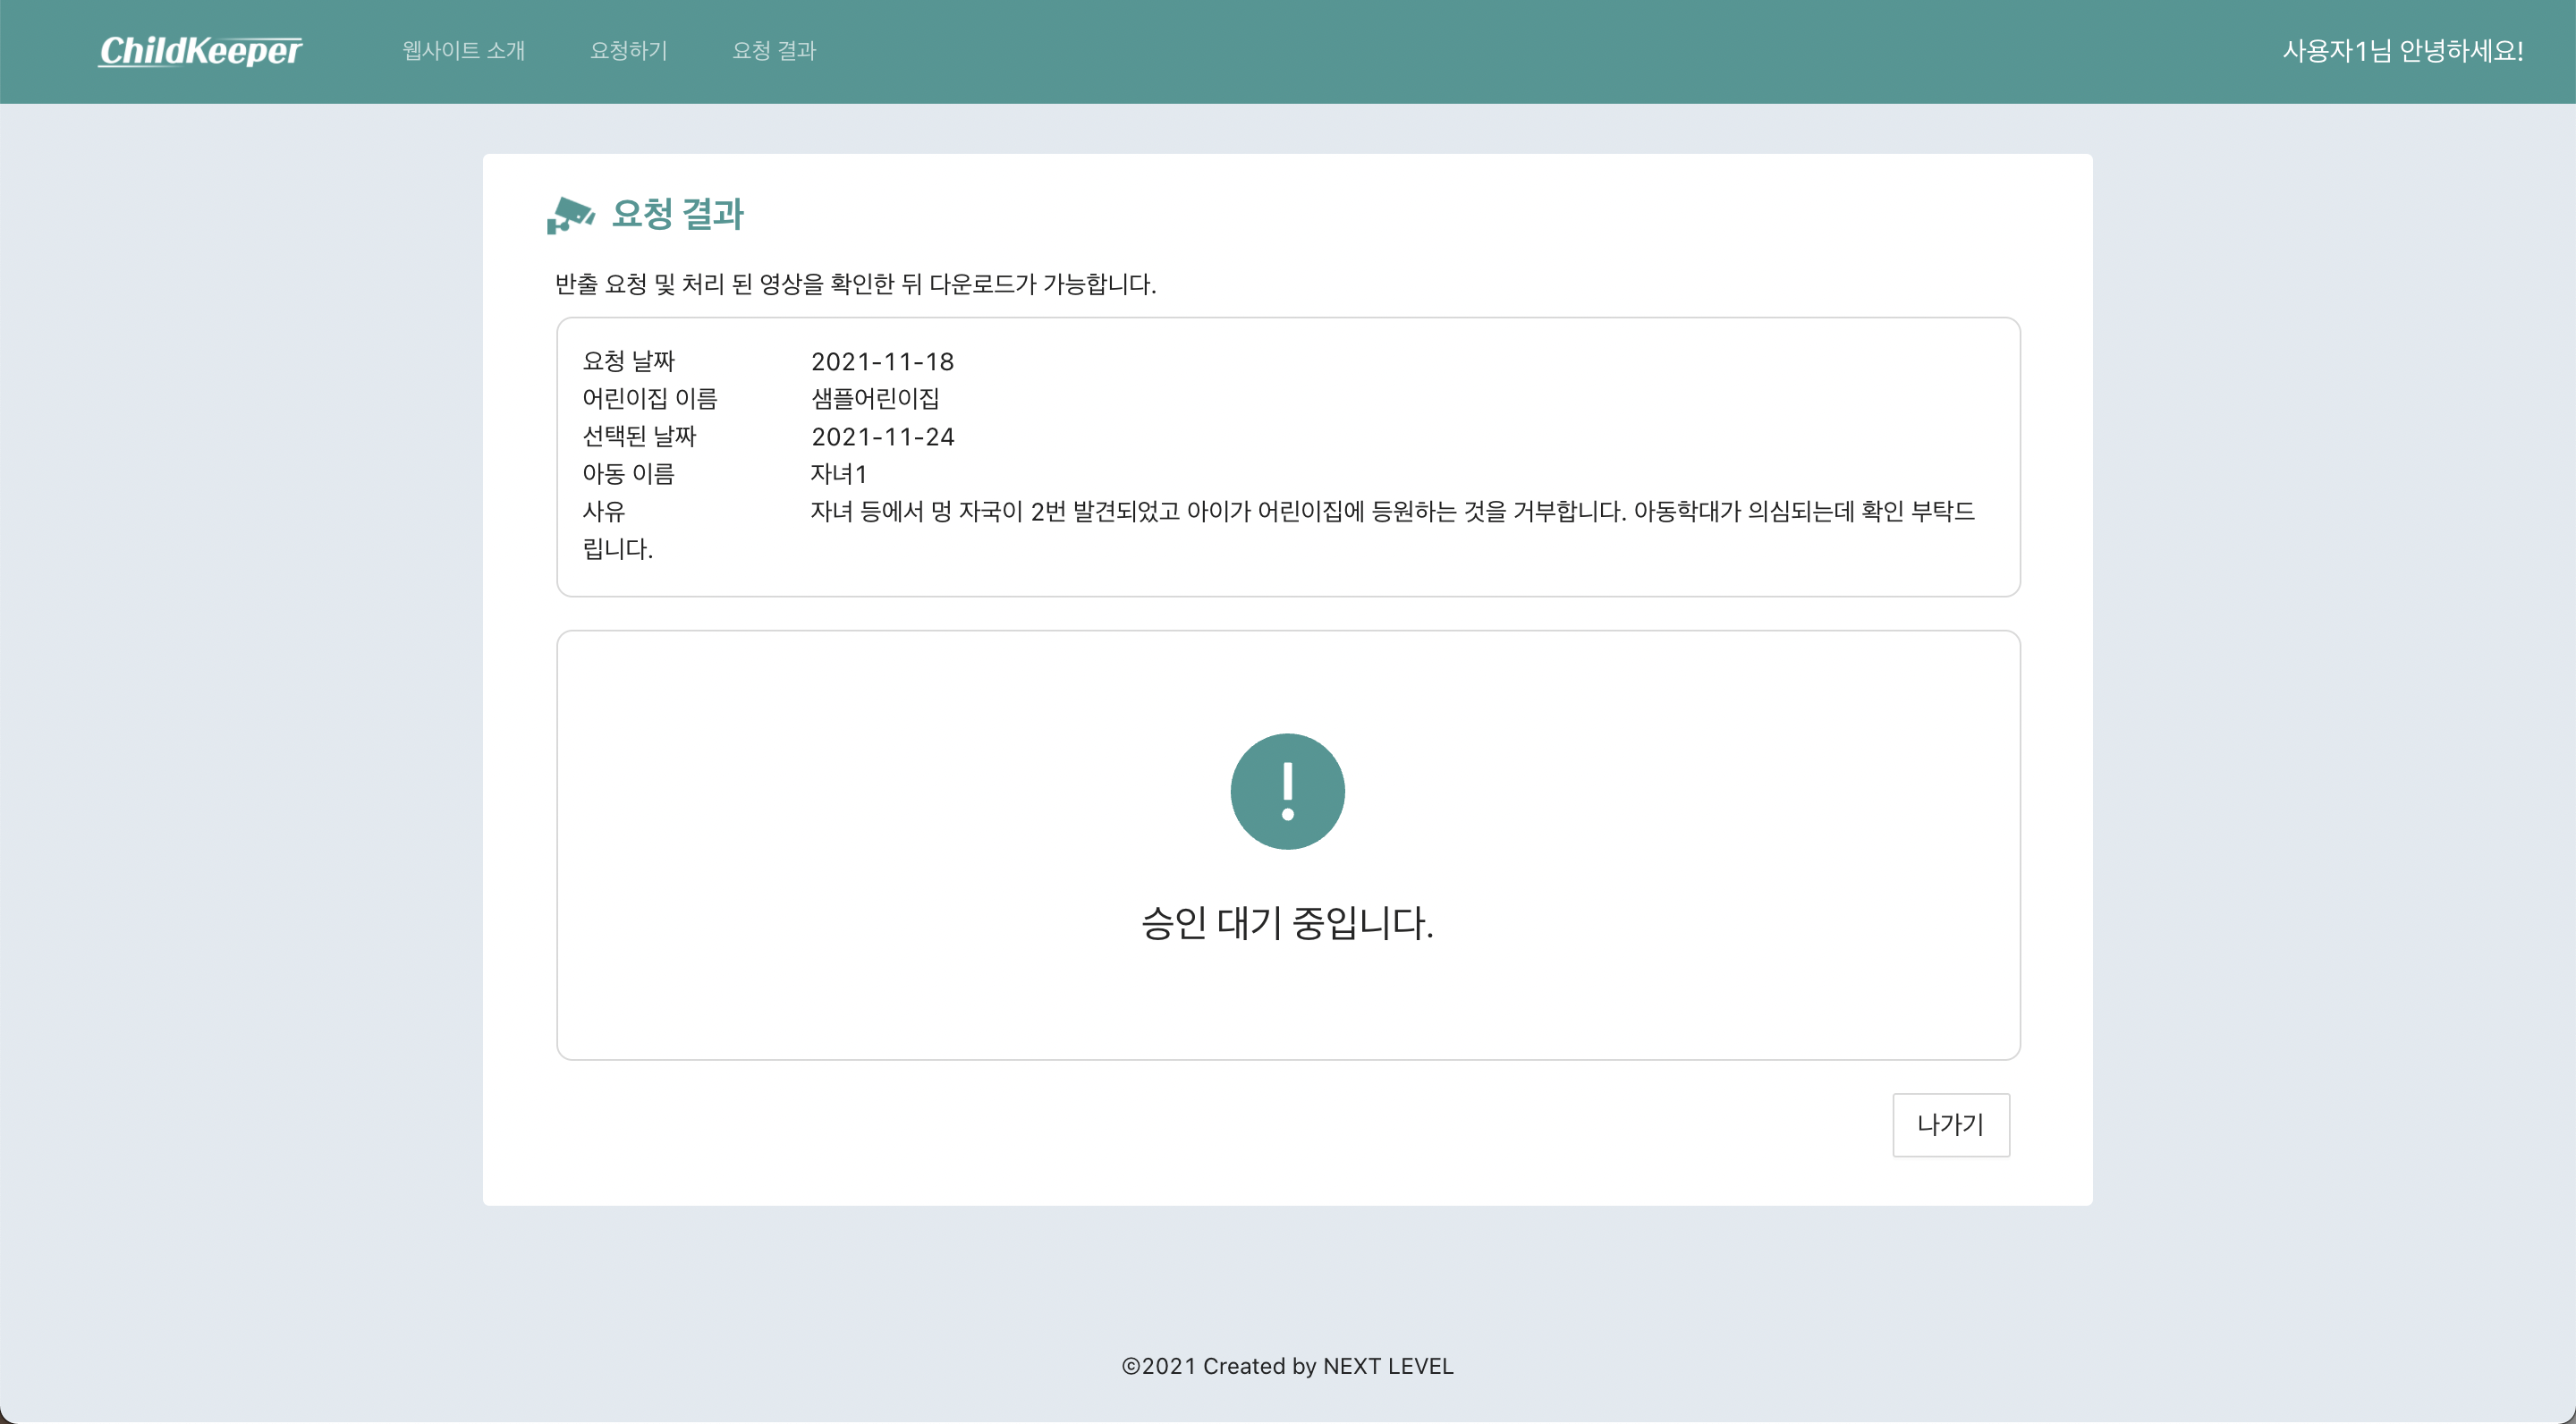 ChildKeeper 웹사이트 소개 요청하기 요청 결과 사용자1님 안녕하세요!
요청 결과
반출 요청 및 처리 된 영상을 확인한 뒤 다운로드가 가능합니다.
요청 날짜 2021-11-18
어린이집 이름 샘플어린이집
선택된 날짜 2021-11-24
아동 이름 자녀1
사유 자녀 등에서 멍 자국이 2번 발견되었고 아이가 어린이집에 등원하는 것을 거부합니다. 아동학대가 의심되는데 확인 부탁드
립니다.
!
승인 대기 중입니다.
나가기
©2021 Created by NEXT LEVEL